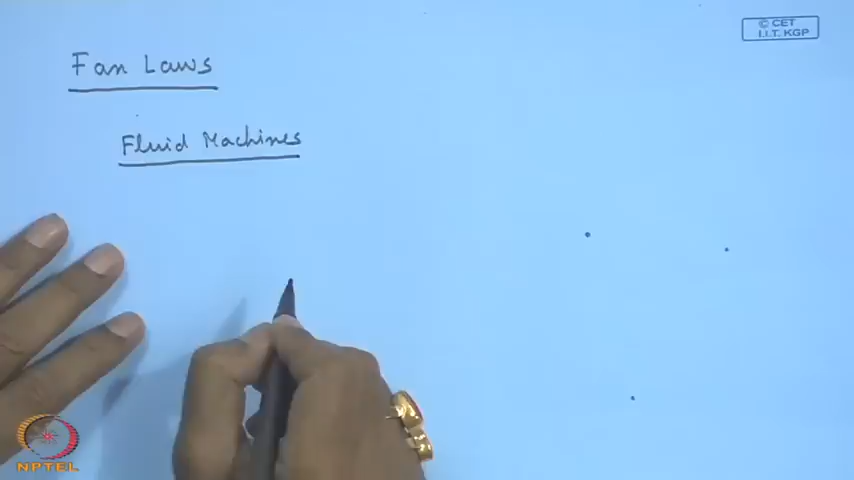 © CET
I.I.T. KGP
Fan Laws
Fluid Machines
NPTEL